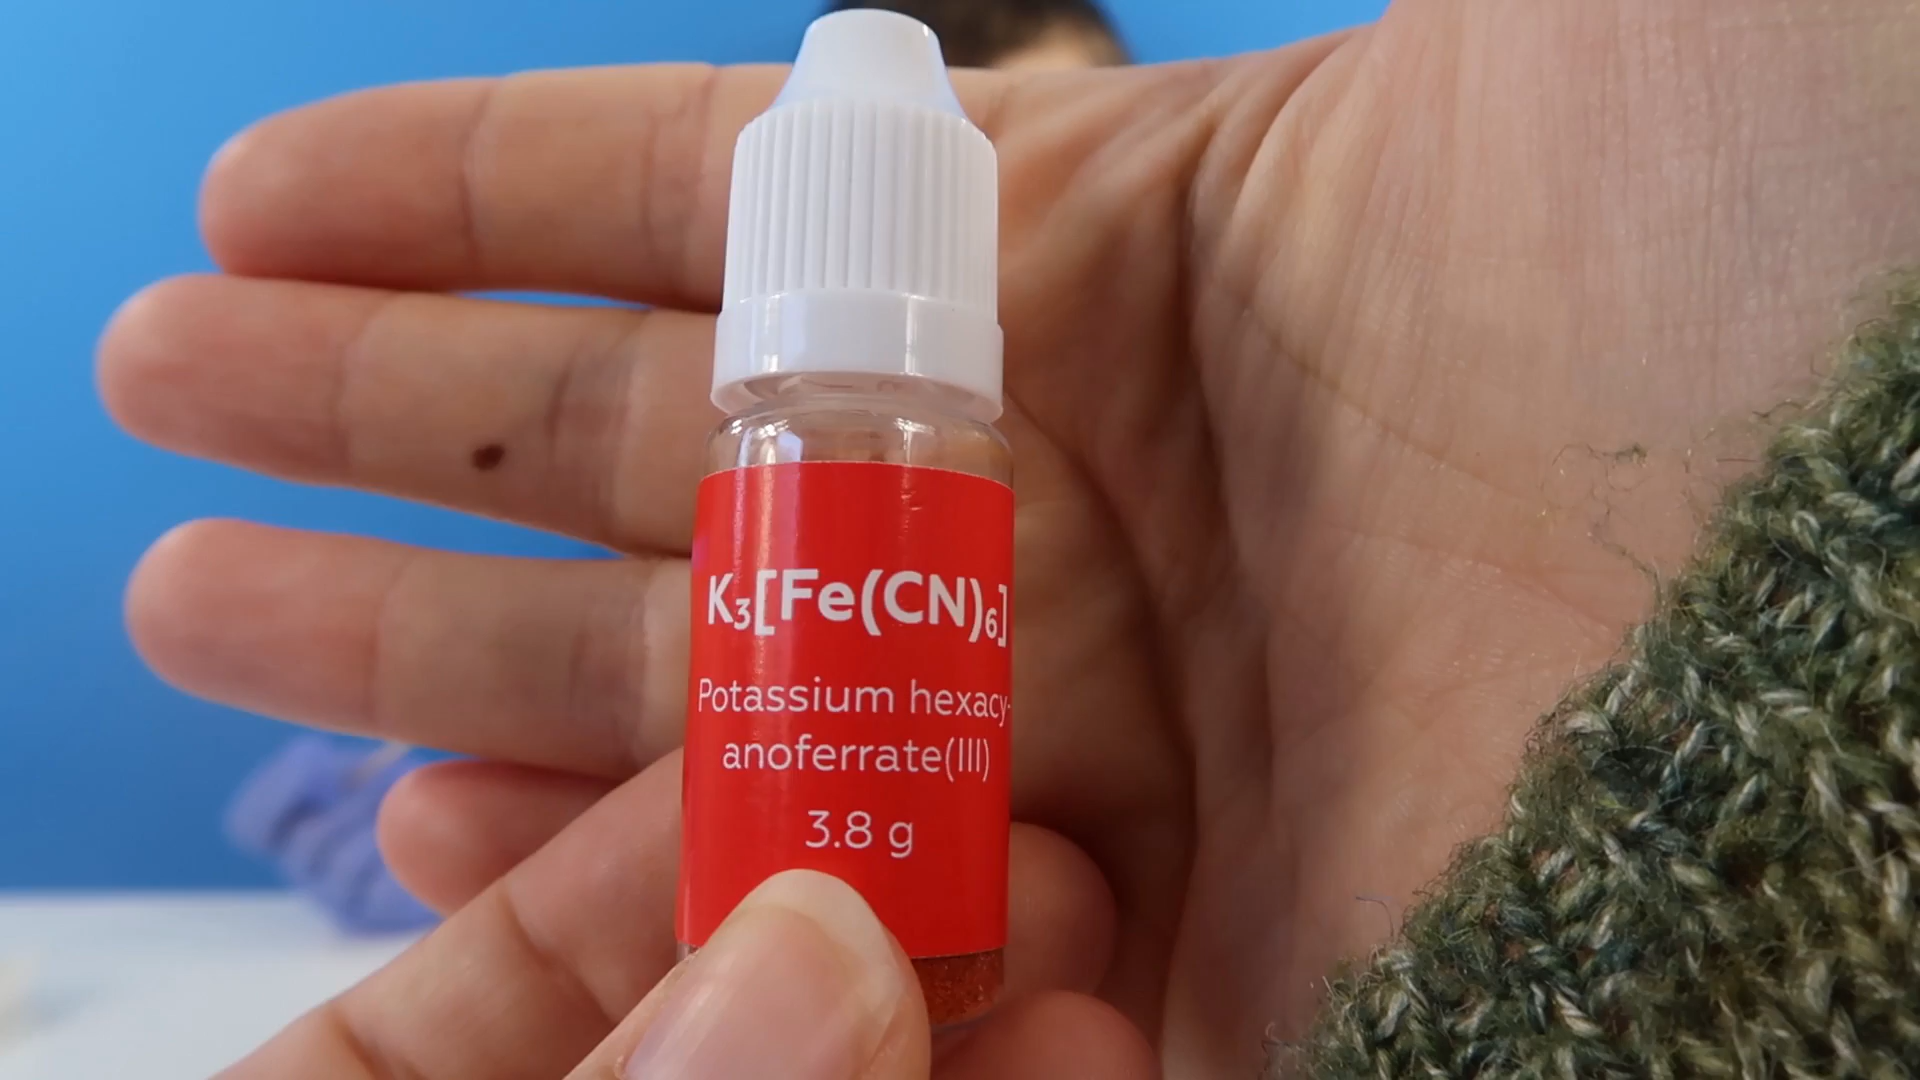 K₃[Fe(CN)₆]
Potassium hexacy-
anoferrate(III)
3.8 g